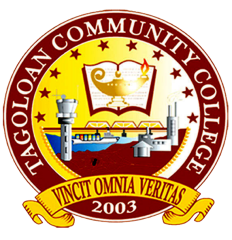 TAGOLOAN COMMUNITY COLLEGE
VINCIT OMNIA VERITAS
2003